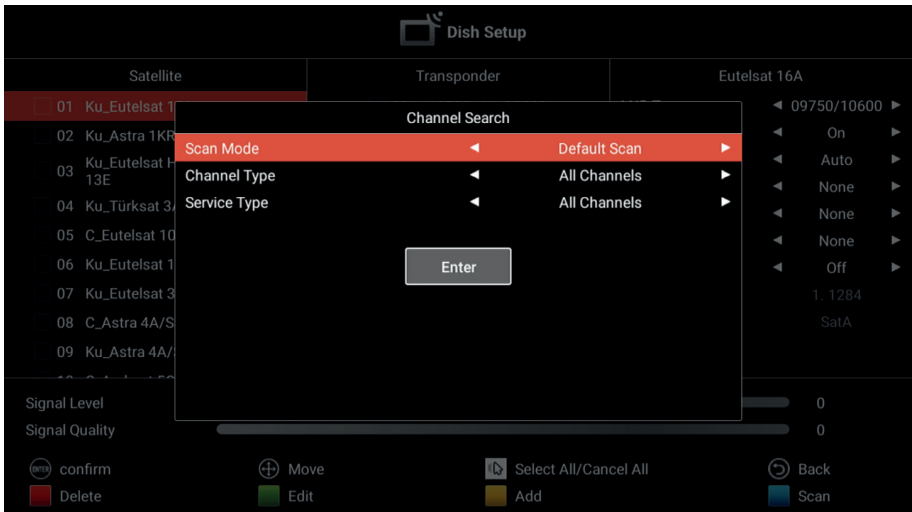 Dish Setup
Satellite
Transponder
Eutelsat 16A
01 Ku_Eutelsat 1
09750/10600
Channel Search
02 Ku_Astra 1KR
On
Scan Mode
Default Scan
03 Ku_Eutelsat H
13E
Auto
Channel Type
All Channels
None
04 Ku_Türksat 3A
Service Type
All Channels
None
05 C_Eutelsat 10
None
06 Ku_Eutelsat 1
Enter
Off
07 Ku_Eutelsat 3
1. 1284
08 C_Astra 4A/S
SatA
09 Ku_Astra 4A/
Signal Level
0
Signal Quality
0
ENTER confirm
Move
Select All/Cancel All
Back
Delete
Edit
Add
Scan